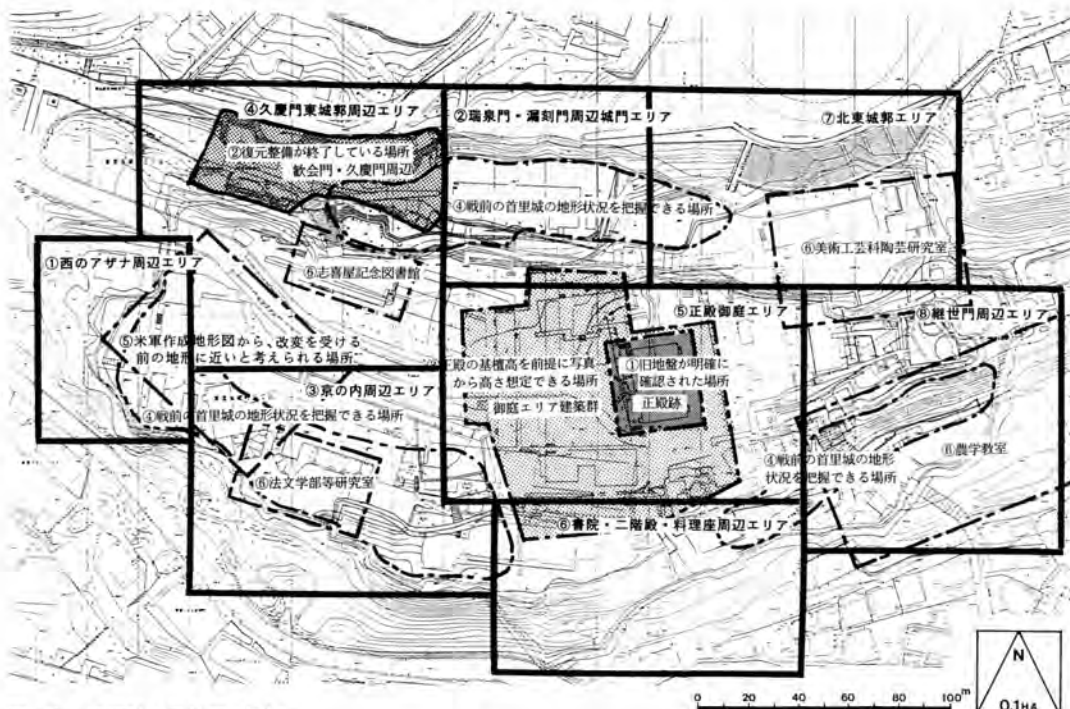 ④久慶門東城郭周辺エリア
②瑞泉門・漏刻門周辺城門エリア
⑦北東城郭エリア
②復元整備が終了している場所
歓会門・久慶門周辺
④戦前の首里城の地形状況を把握できる場所
⑥美術工芸科陶芸研究室
①西のアザナ周辺エリア
⑥志喜屋記念図書館
⑤正殿御庭エリア
⑧継世門周辺エリア
⑤米軍作成地形図から、改変を受ける
前の地形に近いと考えられる場所
正殿の基檀高を前提に写真
から高さ想定できる場所
御庭エリア建築群
①旧地盤が明確に
確認された場所
正殿跡
③京の内周辺エリア
④戦前の首里城の地形状況を把握できる場所
④戦前の首里城の地形
状況を把握できる場所
⑥農学教室
⑥法文学部等研究室
⑥書院・二階殿・料理座周辺エリア
N
0.1HA
0 20 40 60 80 100m